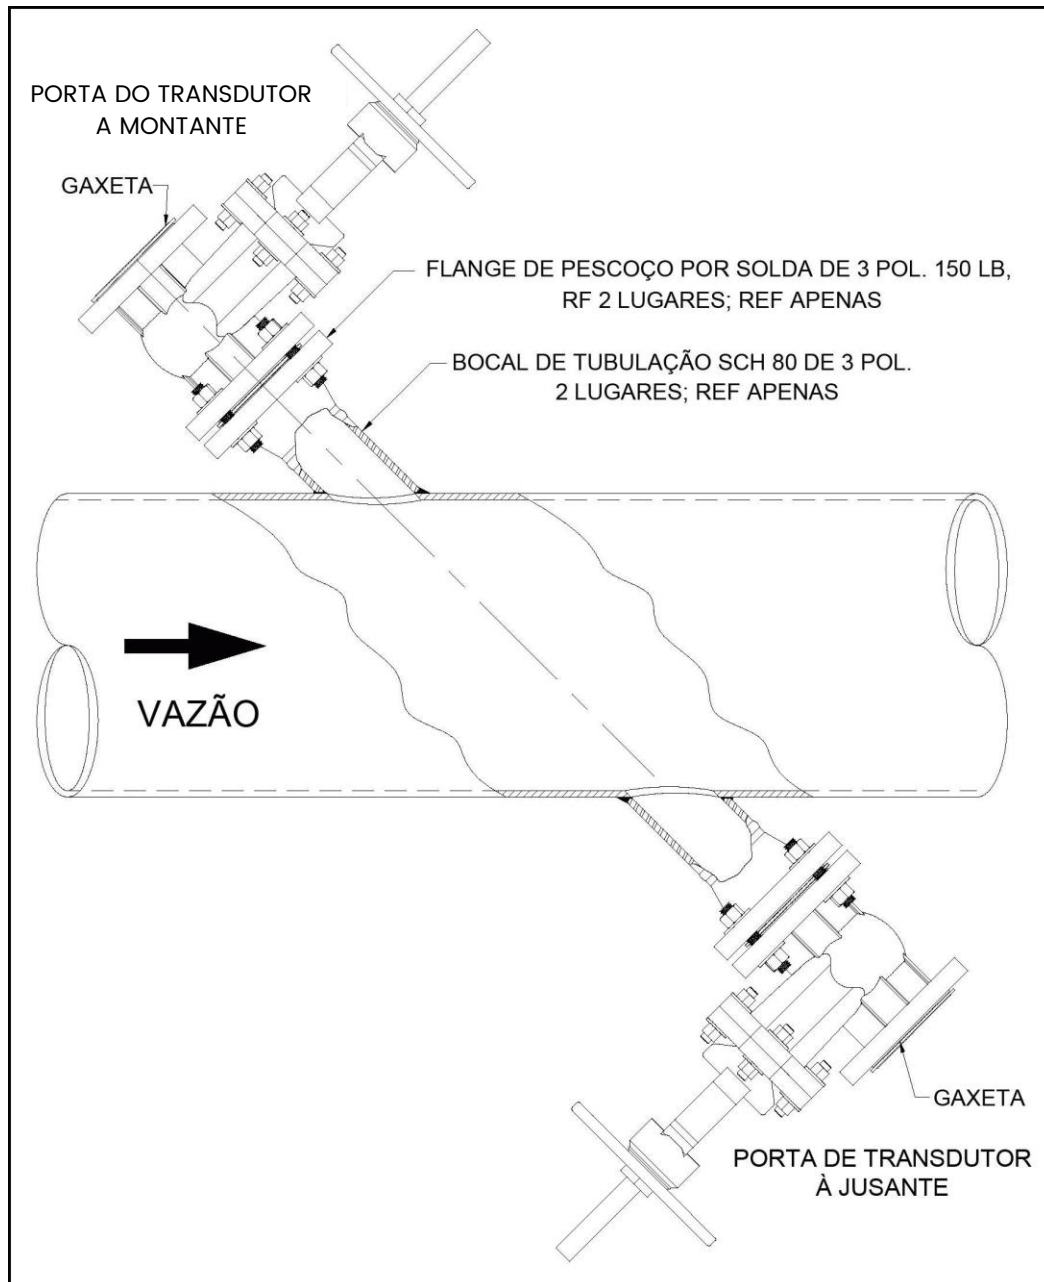 PORTA DO TRANSDUTOR
A MONTANTE
GAXETA
FLANGE DE PESCOÇO POR SOLDA DE 3 POL. 150 LB,
RF 2 LUGARES; REF APENAS
BOCAL DE TUBULAÇÃO SCH 80 DE 3 POL.
2 LUGARES; REF APENAS
VAZÃO
GAXETA
PORTA DE TRANSDUTOR
À JUSANTE